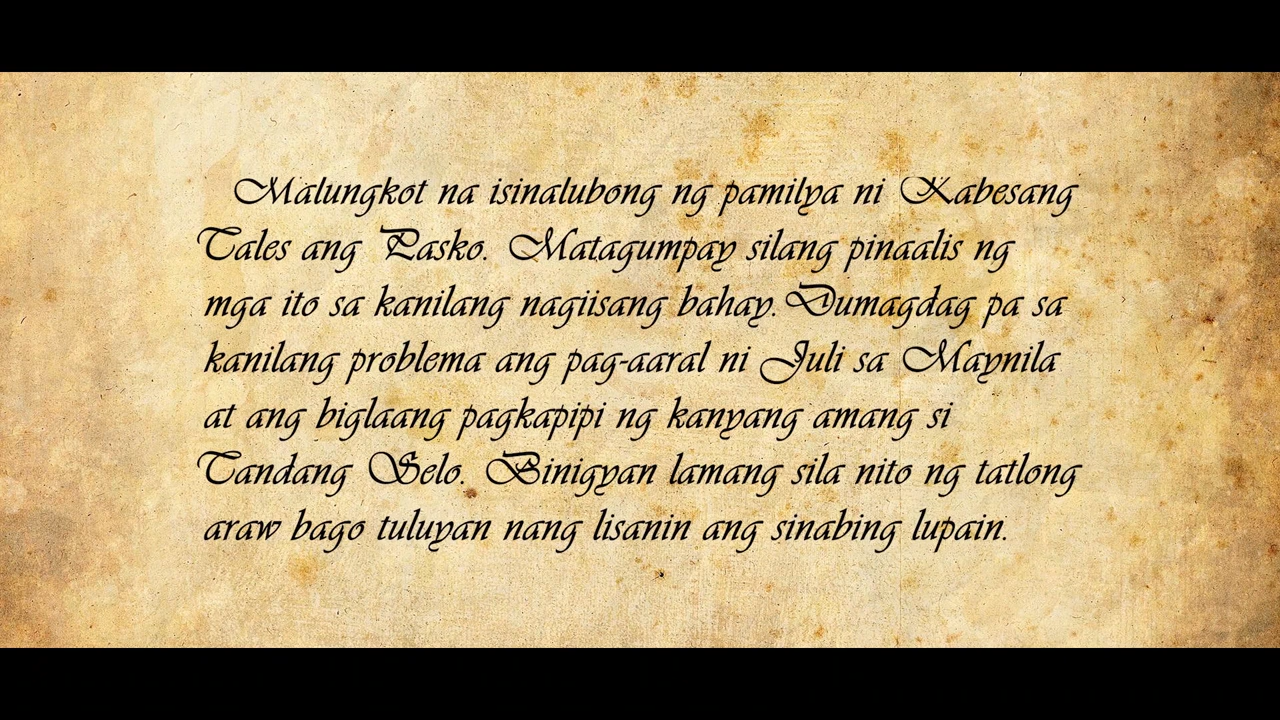 Malungkot na isinalubong ng pamilya ni Kabesang
Tales ang Pasko. Matagumpay silang pinaalis ng
mga ito sa kanilang nagiisang bahay. Dumagdag pa sa
kanilang problema ang pag-aaral ni Juli sa Maynila
at ang biglaang pagkapipi ng kanyang amang si
Tandang Selo. Binigyan lamang sila nito ng tatlong
araw bago tuluyan nang lisanin ang sinabing lupain.